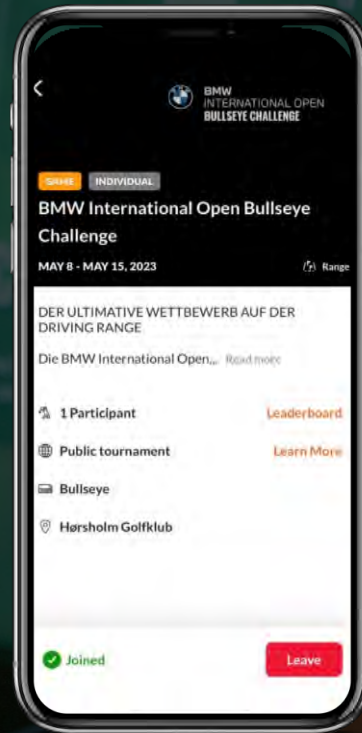 BMW
INTERNATIONAL OPEN
BULLSEYE CHALLENGE
GAME INDIVIDUAL
BMW International Open Bullseye
Challenge
MAY 8 - MAY 15, 2023 Range
DER ULTIMATIVE WETTBEWERB AUF DER
DRIVING RANGE
Die BMW International Open... Read more
1 Participant Leaderboard
Public tournament Learn More
Bullseye
Hørsholm Golfklub
Joined Leave